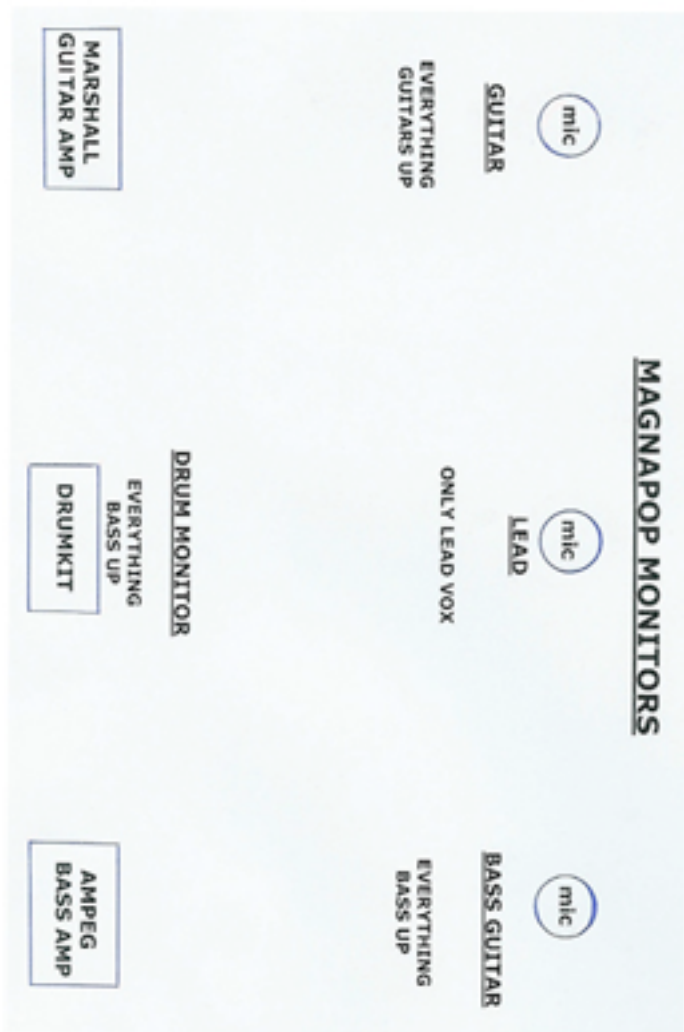 MAGNAPOP MONITORS
mic
GUITAR
EVERYTHING
GUITARS UP
mic
LEAD
ONLY LEAD VOX
mic
BASS GUITAR
EVERYTHING
BASS UP
MARSHALL
GUITAR AMP
DRUM MONITOR
EVERYTHING
BASS UP
DRUMKIT
AMPEG
BASS AMP